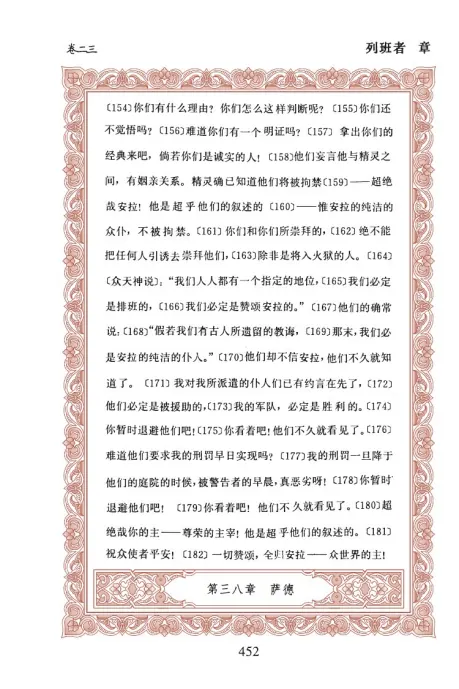 卷二三
列班者 章
〔154〕你们有什么理由？你们怎么这样判断呢？〔155〕你们还
不觉悟吗？〔156〕难道你们有一个明证吗？〔157〕拿出你们的
经典来吧，倘若你们是诚实的人！〔158〕他们妄言他与精灵之
间，有姻亲关系。精灵确已知道他们将被拘禁〔159〕——超绝
哉安拉！他是超乎他们的叙述的〔160〕——惟安拉的纯洁的
众仆，不被拘禁。〔161〕你们和你们所崇拜的，〔162〕绝不能
把任何人引诱去崇拜他们，〔163〕除非是将入火狱的人。〔164〕
〔众天神说〕：“我们人人都有一个指定的地位，〔165〕我们必定
是排班的，〔166〕我们必定是赞颂安拉的。”〔167〕他们的确常
说：〔168〕“假若我们有古人所遗留的教诲，〔169〕那末，我们必
是安拉的纯洁的仆人。”〔170〕他们却不信安拉，他们不久就知
道了。〔171〕我对我所派遣的仆人们已有约言在先了，〔172〕
他们必定是被援助的，〔173〕我的军队，必定是胜利的。〔174〕
你暂时退避他们吧！〔175〕你看着吧！他们不久就看见了。〔176〕
难道他们要求我的刑罚早日实现吗？〔177〕我的刑罚一旦降于
他们的庭院的时候，被警告者的早晨，真恶劣呀！〔178〕你暂时
退避他们吧！〔179〕你看着吧！他们不久就看见了。〔180〕超
绝哉你的主——尊荣的主宰！他是超乎他们的叙述的。〔181〕
祝众使者平安！〔182〕一切赞颂，全归安拉——众世界的主！
第三八章 萨德
452